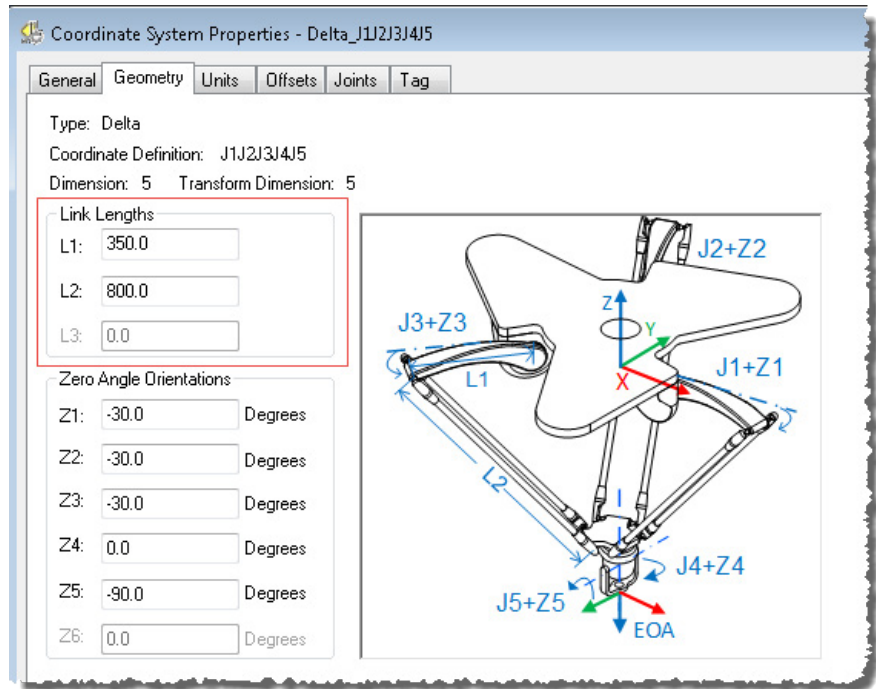 Coordinate System Properties - Delta_J1J2J3J4J5
General Geometry Units Offsets Joints Tag
Type: Delta
Coordinate Definition: J1J2J3J4J5
Dimension: 5 Transform Dimension: 5
Link Lengths
L1: 350.0
L2: 800.0
L3: 0.0
Zero Angle Orientations
Z1: -30.0 Degrees
Z2: -30.0 Degrees
Z3: -30.0 Degrees
Z4: 0.0 Degrees
Z5: -90.0 Degrees
Z6: 0.0 Degrees
J2+Z2
Z
Y
J3+Z3
X
J1+Z1
L1
L2
J4+Z4
J5+Z5
EOA